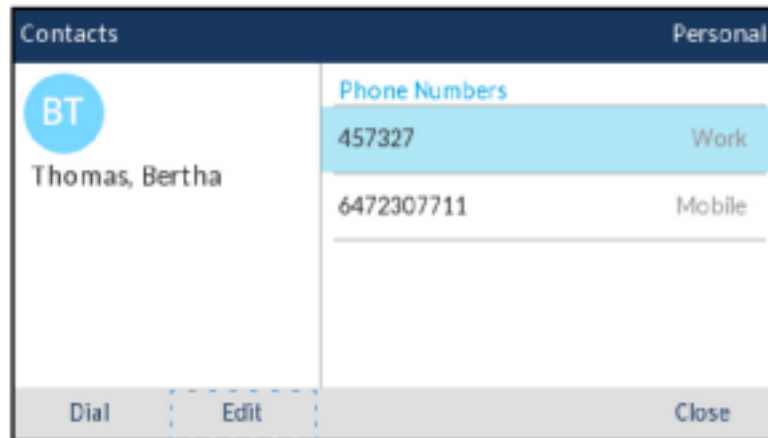 Contacts Personal
BT
Thomas, Bertha
Phone Numbers
457327 Work
6472307711 Mobile
Dial Edit Close